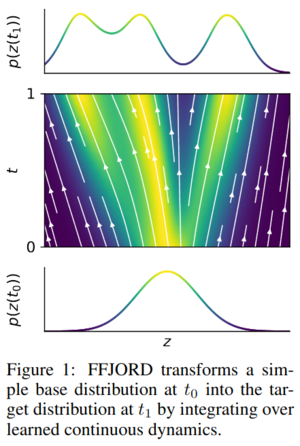 p(z(t₁))
1
t
0
p(z(t₀))
z
Figure 1: FFJORD transforms a sim-
ple base distribution at t₀ into the tar-
get distribution at t₁ by integrating over
learned continuous dynamics.